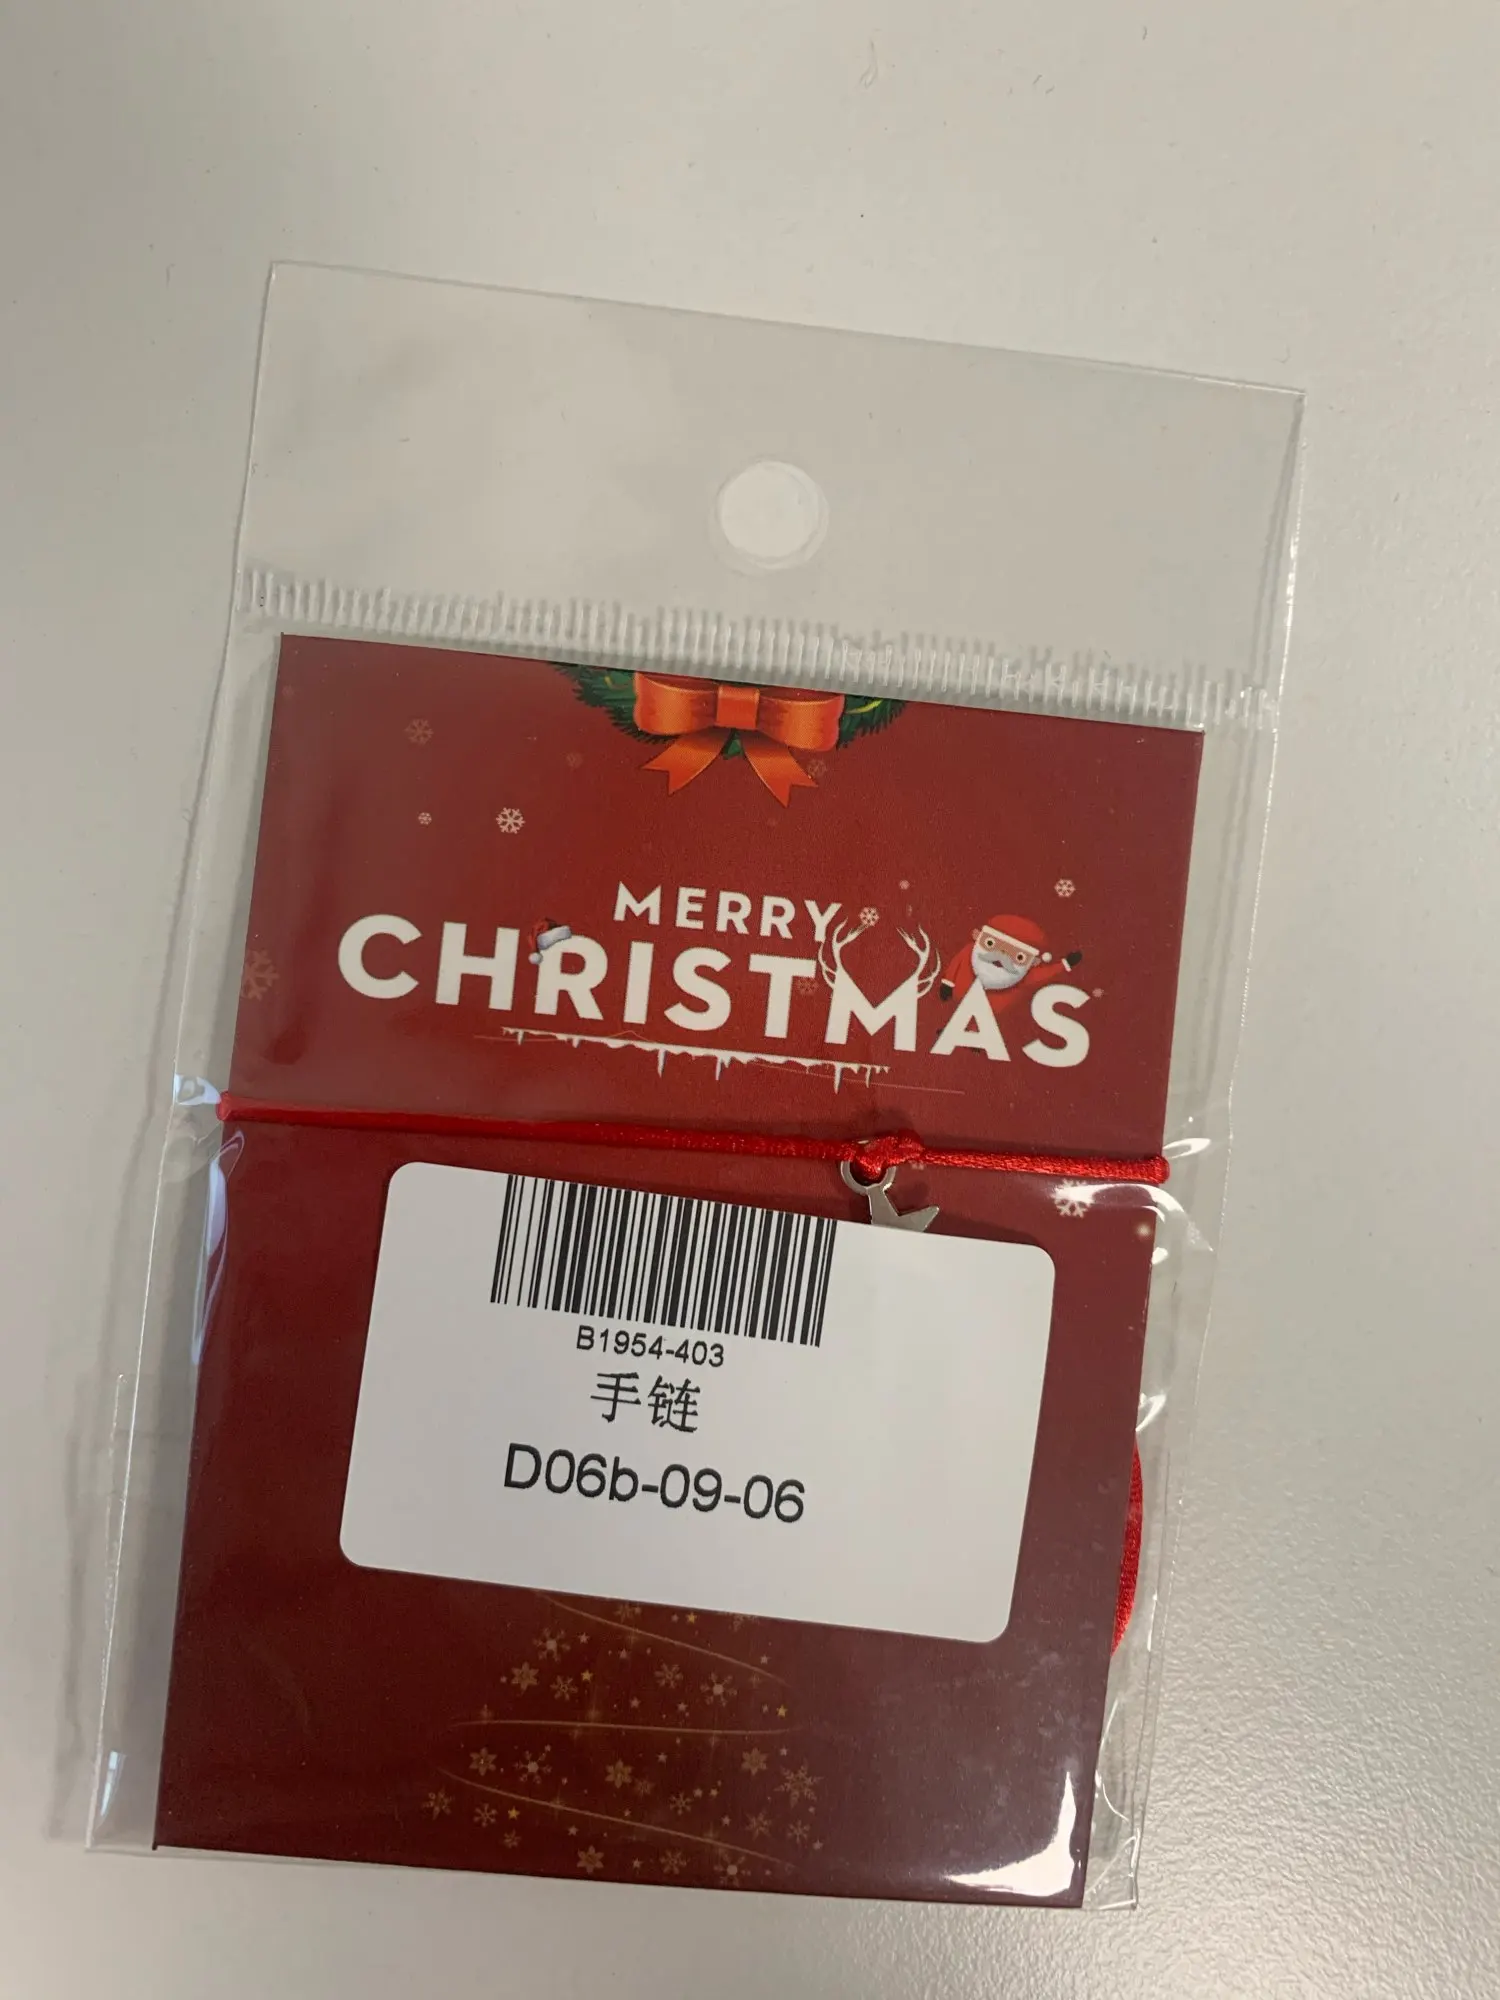 MERRY
CHRISTMAS
B1954-403
手链
D06b-09-06